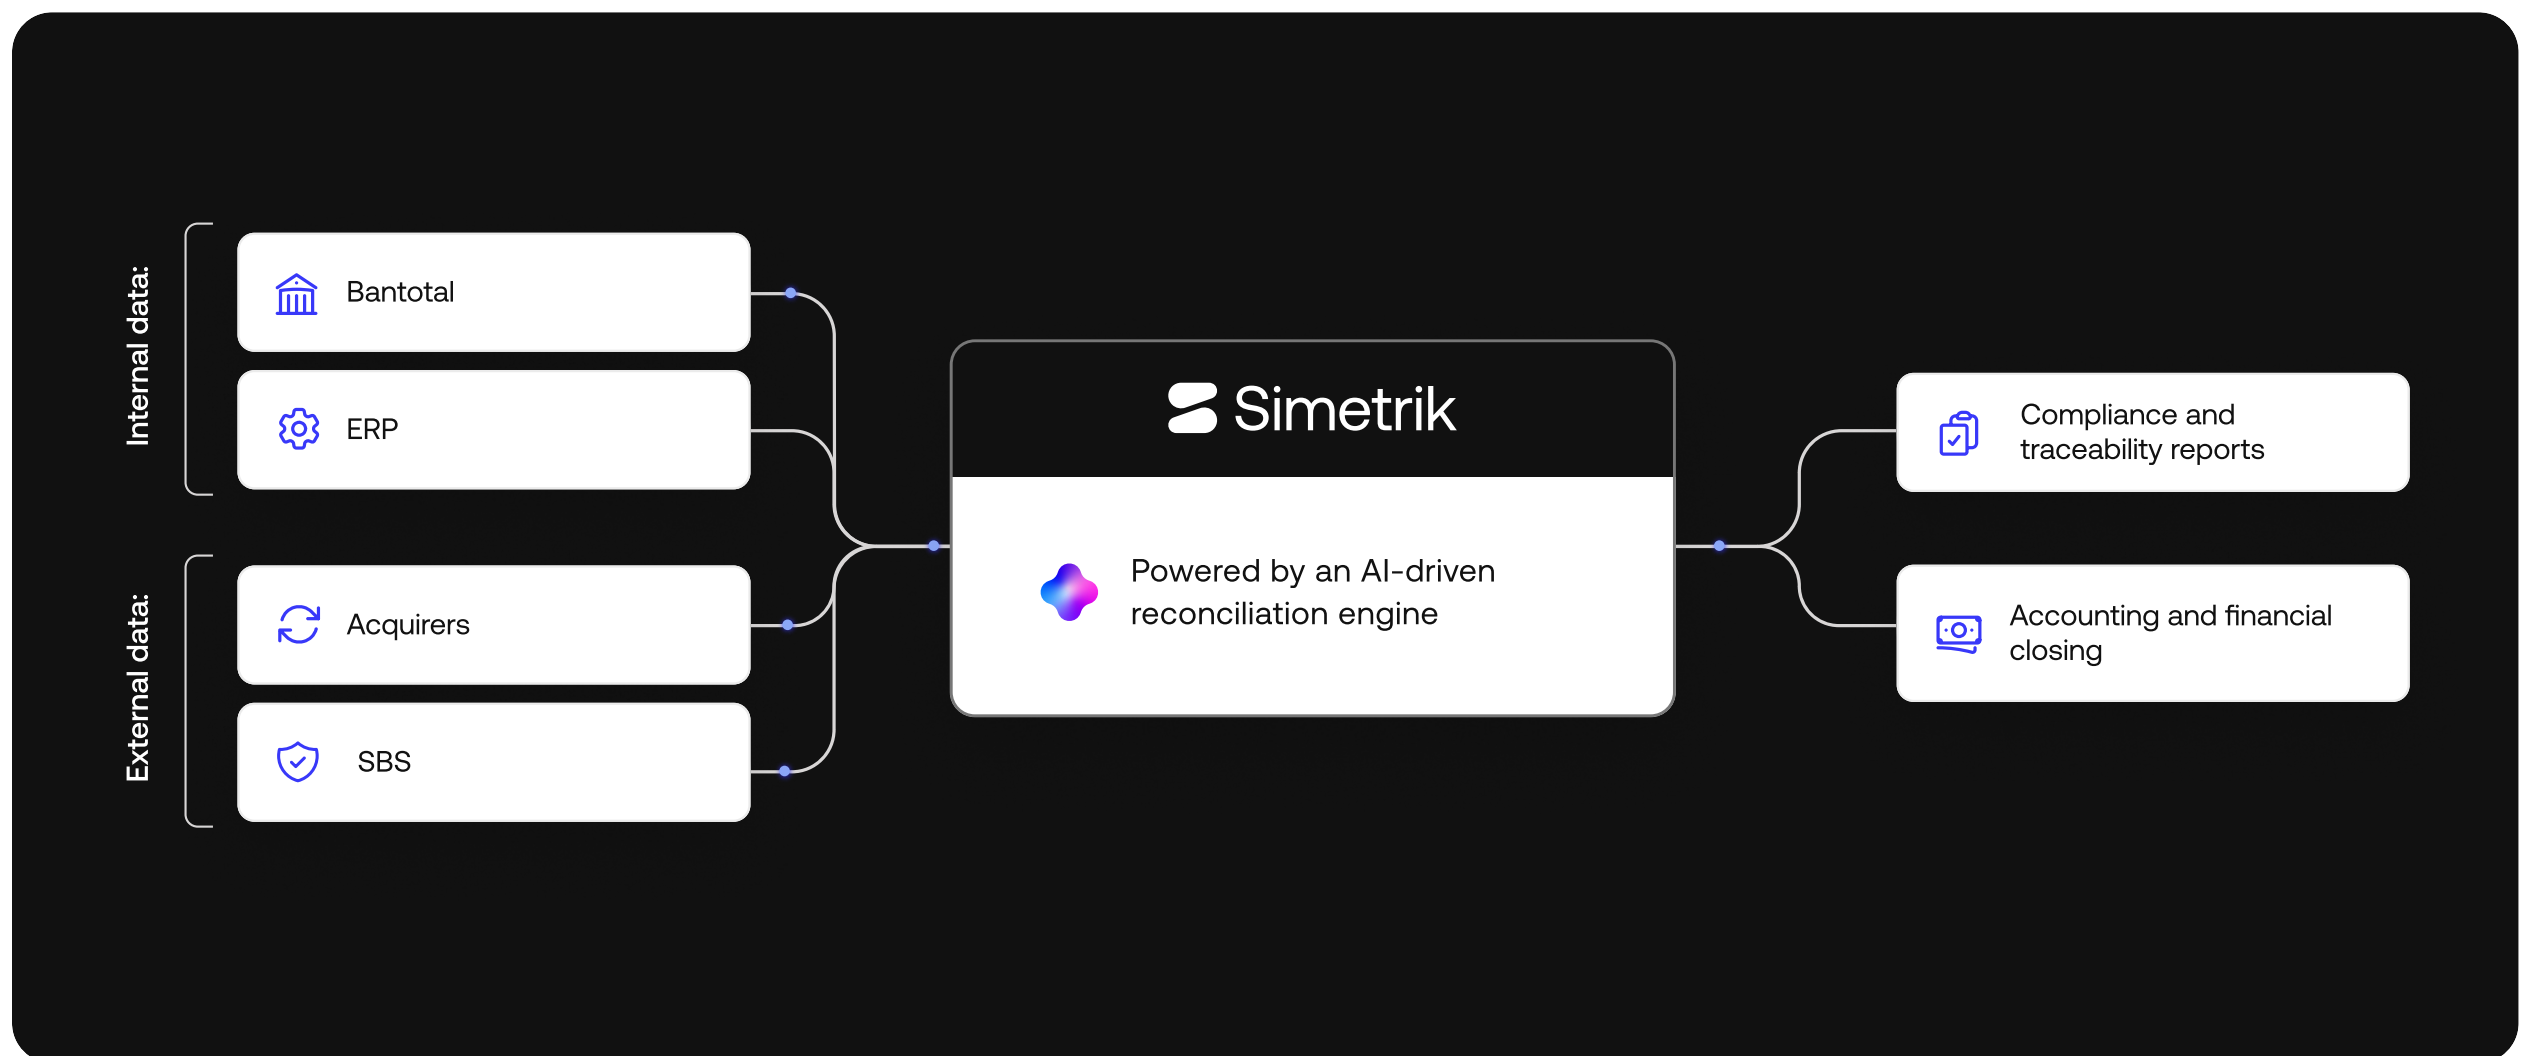 Internal data:
Bantotal
ERP
External data:
Acquirers
SBS
Simetrik
Powered by an AI-driven
reconciliation engine
Compliance and
traceability reports
Accounting and financial
closing